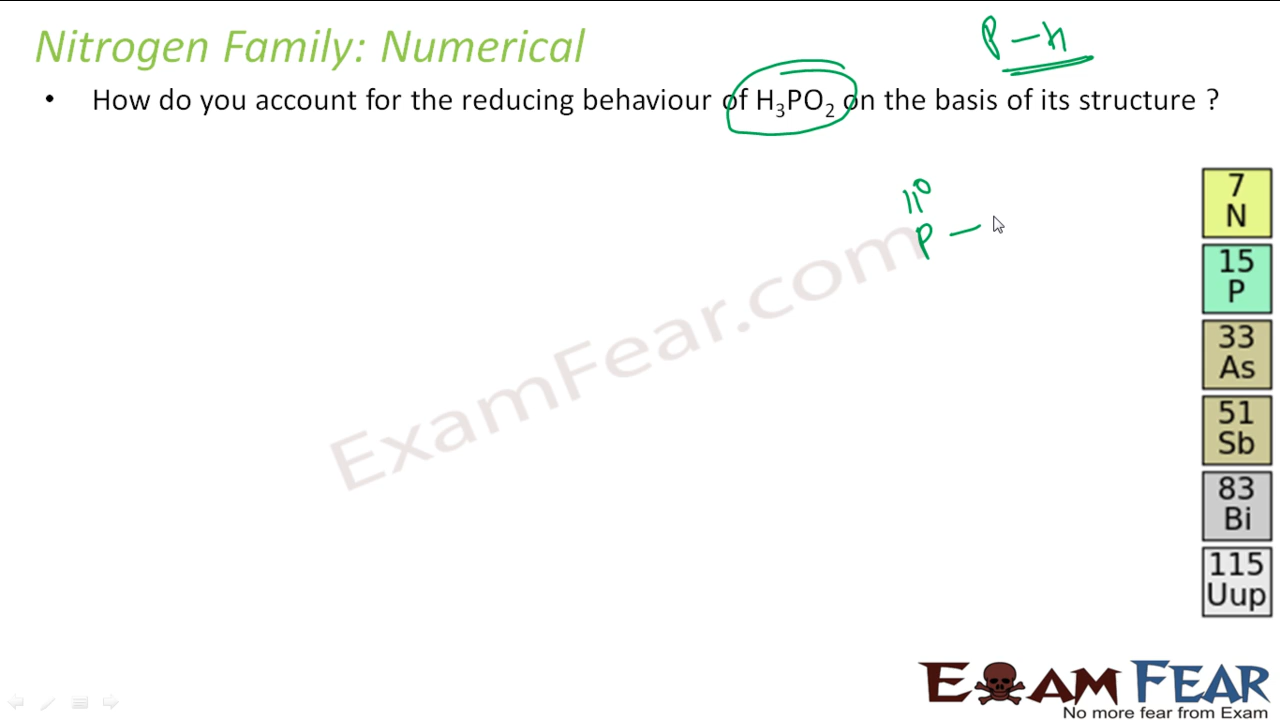 Nitrogen Family: Numerical
P – H
• How do you account for the reducing behaviour of H₃PO₂ on the basis of its structure ?
7
N
15
P
33
As
51
Sb
83
Bi
115
Uup
O
||
P –
ExamFear.com
EXAM FEAR
No more fear from Exam